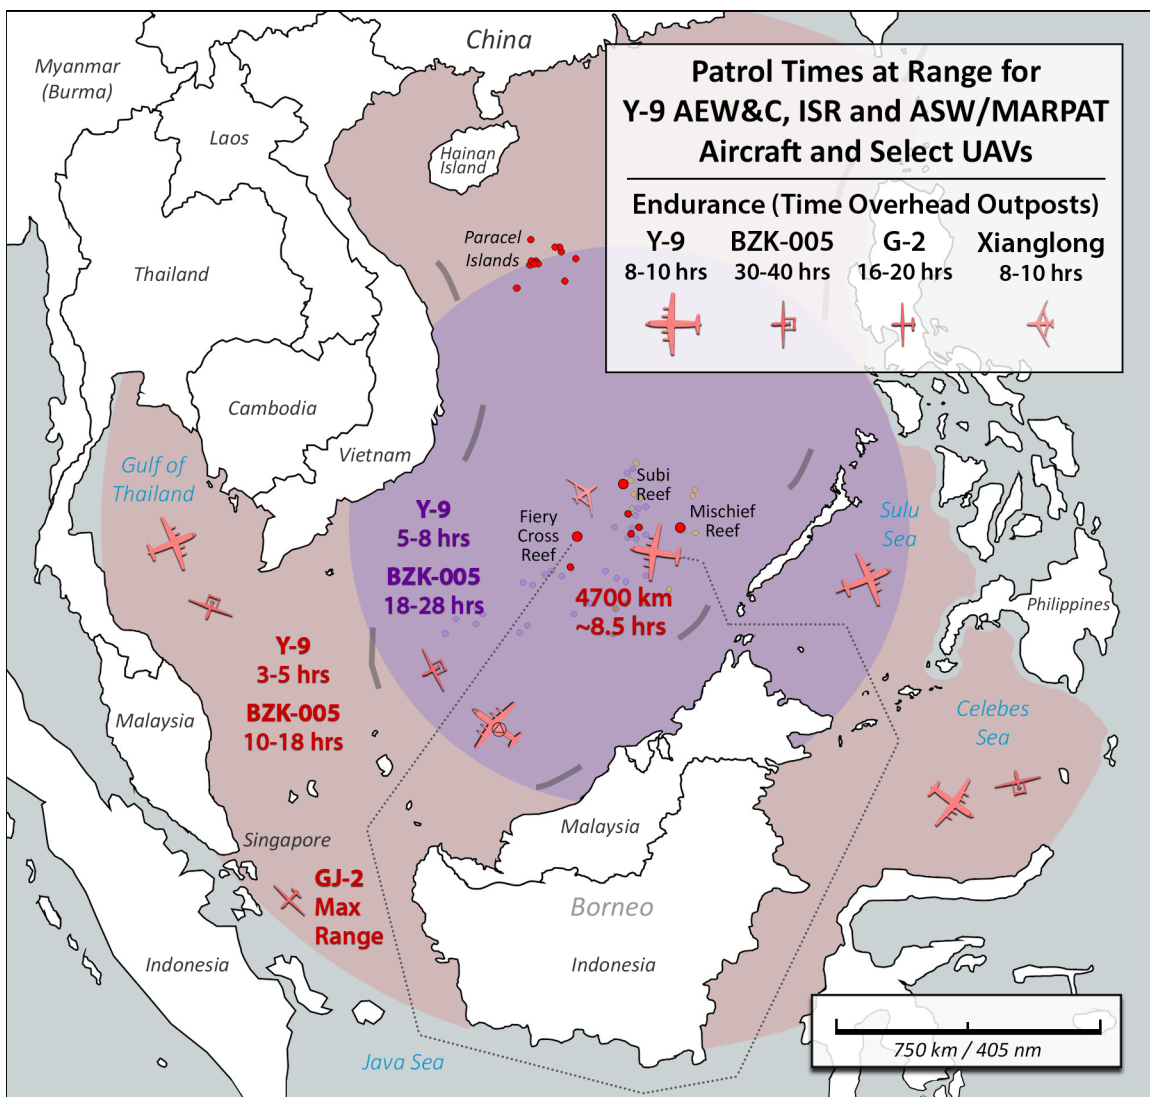 China
Myanmar
(Burma)
Laos
Hainan
Island
Patrol Times at Range for
Y-9 AEW&C, ISR and ASW/MARPAT
Aircraft and Select UAVs
Endurance (Time Overhead Outposts)
Y-9
8-10 hrs
BZK-005
30-40 hrs
G-2
16-20 hrs
Xianglong
8-10 hrs
Paracel
Islands
Thailand
Cambodia
Vietnam
Gulf of
Thailand
Subi
Reef
Mischief
Reef
Fiery
Cross
Reef
Sulu
Sea
Y-9
5-8 hrs
BZK-005
18-28 hrs
4700 km
~8.5 hrs
Philippines
Y-9
3-5 hrs
BZK-005
10-18 hrs
Malaysia
Celebes
Sea
Singapore
Malaysia
GJ-2
Max
Range
Borneo
Indonesia
Indonesia
Java Sea
750 km / 405 nm